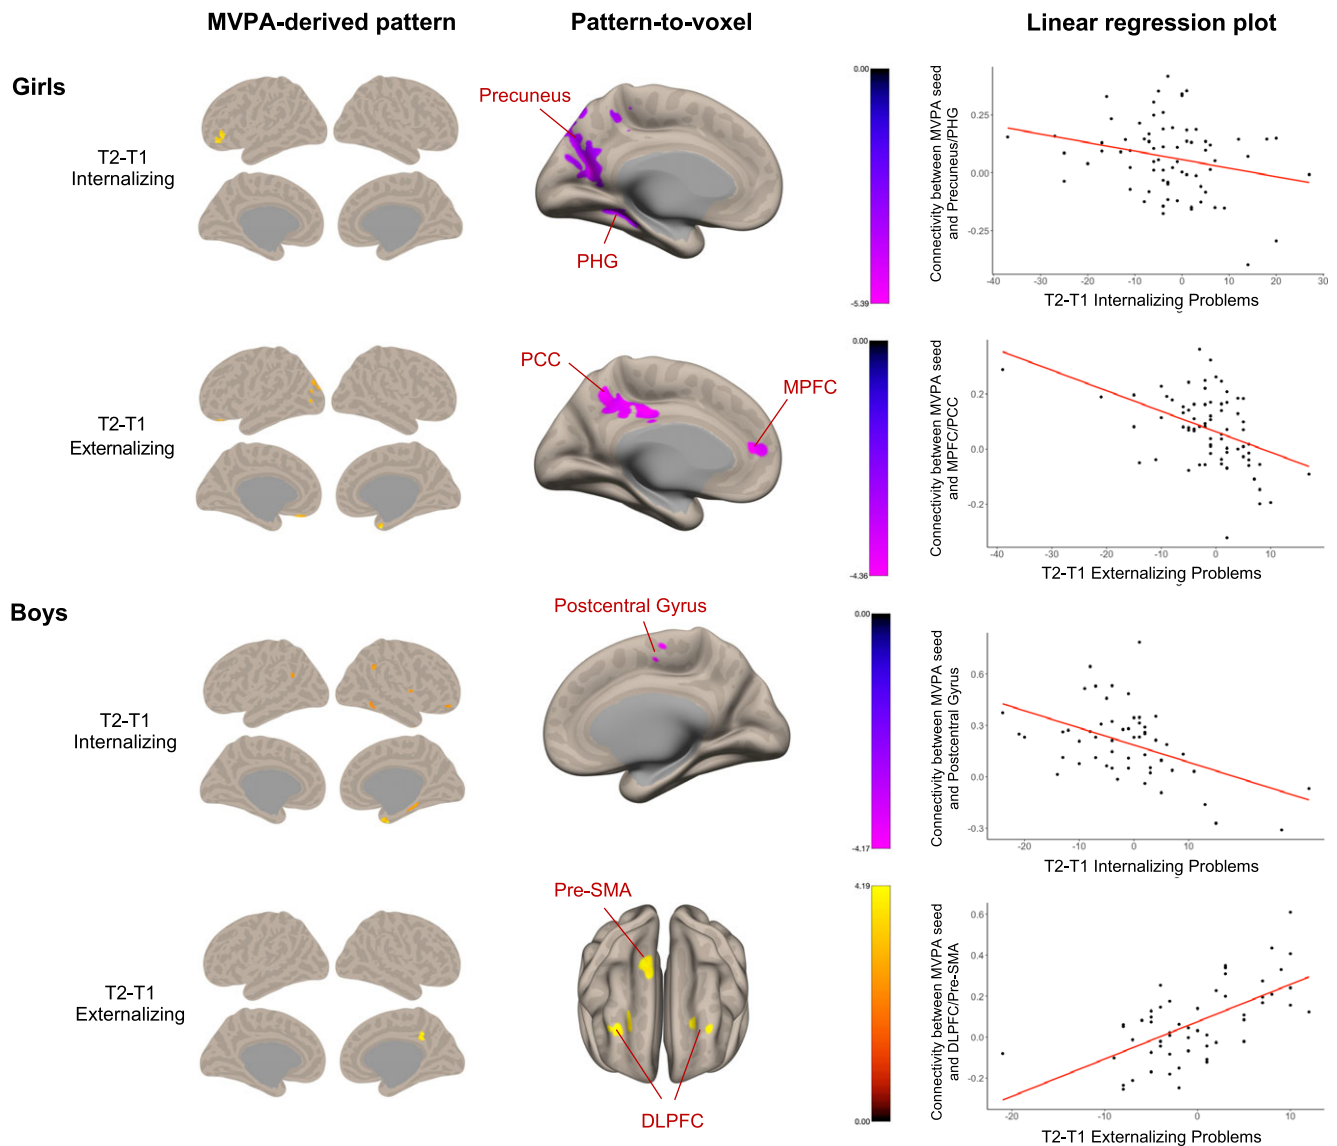 MVPA-derived pattern
Pattern-to-voxel
Linear regression plot
Girls
T2-T1
Internalizing
Precuneus
PHG
0.00
-5.39
Connectivity between MVPA seed
and Precuneus/PHG
0.25
0.00
-0.25
-40
-30
-20
-10
0
10
20
30
T2-T1 Internalizing Problems
T2-T1
Externalizing
PCC
MPFC
0.00
-4.36
Connectivity between MVPA seed
and MPFC/PCC
0.2
0.0
-0.2
-40
-30
-20
-10
0
10
T2-T1 Externalizing Problems
Boys
T2-T1
Internalizing
Postcentral Gyrus
0.00
-4.17
Connectivity between MVPA seed
and Postcentral Gyrus
0.6
0.3
0.0
-0.3
-20
-10
0
10
T2-T1 Internalizing Problems
T2-T1
Externalizing
Pre-SMA
DLPFC
4.19
0.00
Connectivity between MVPA seed
and DLPFC/Pre-SMA
0.6
0.4
0.2
0.0
-0.2
-20
-10
0
10
T2-T1 Externalizing Problems